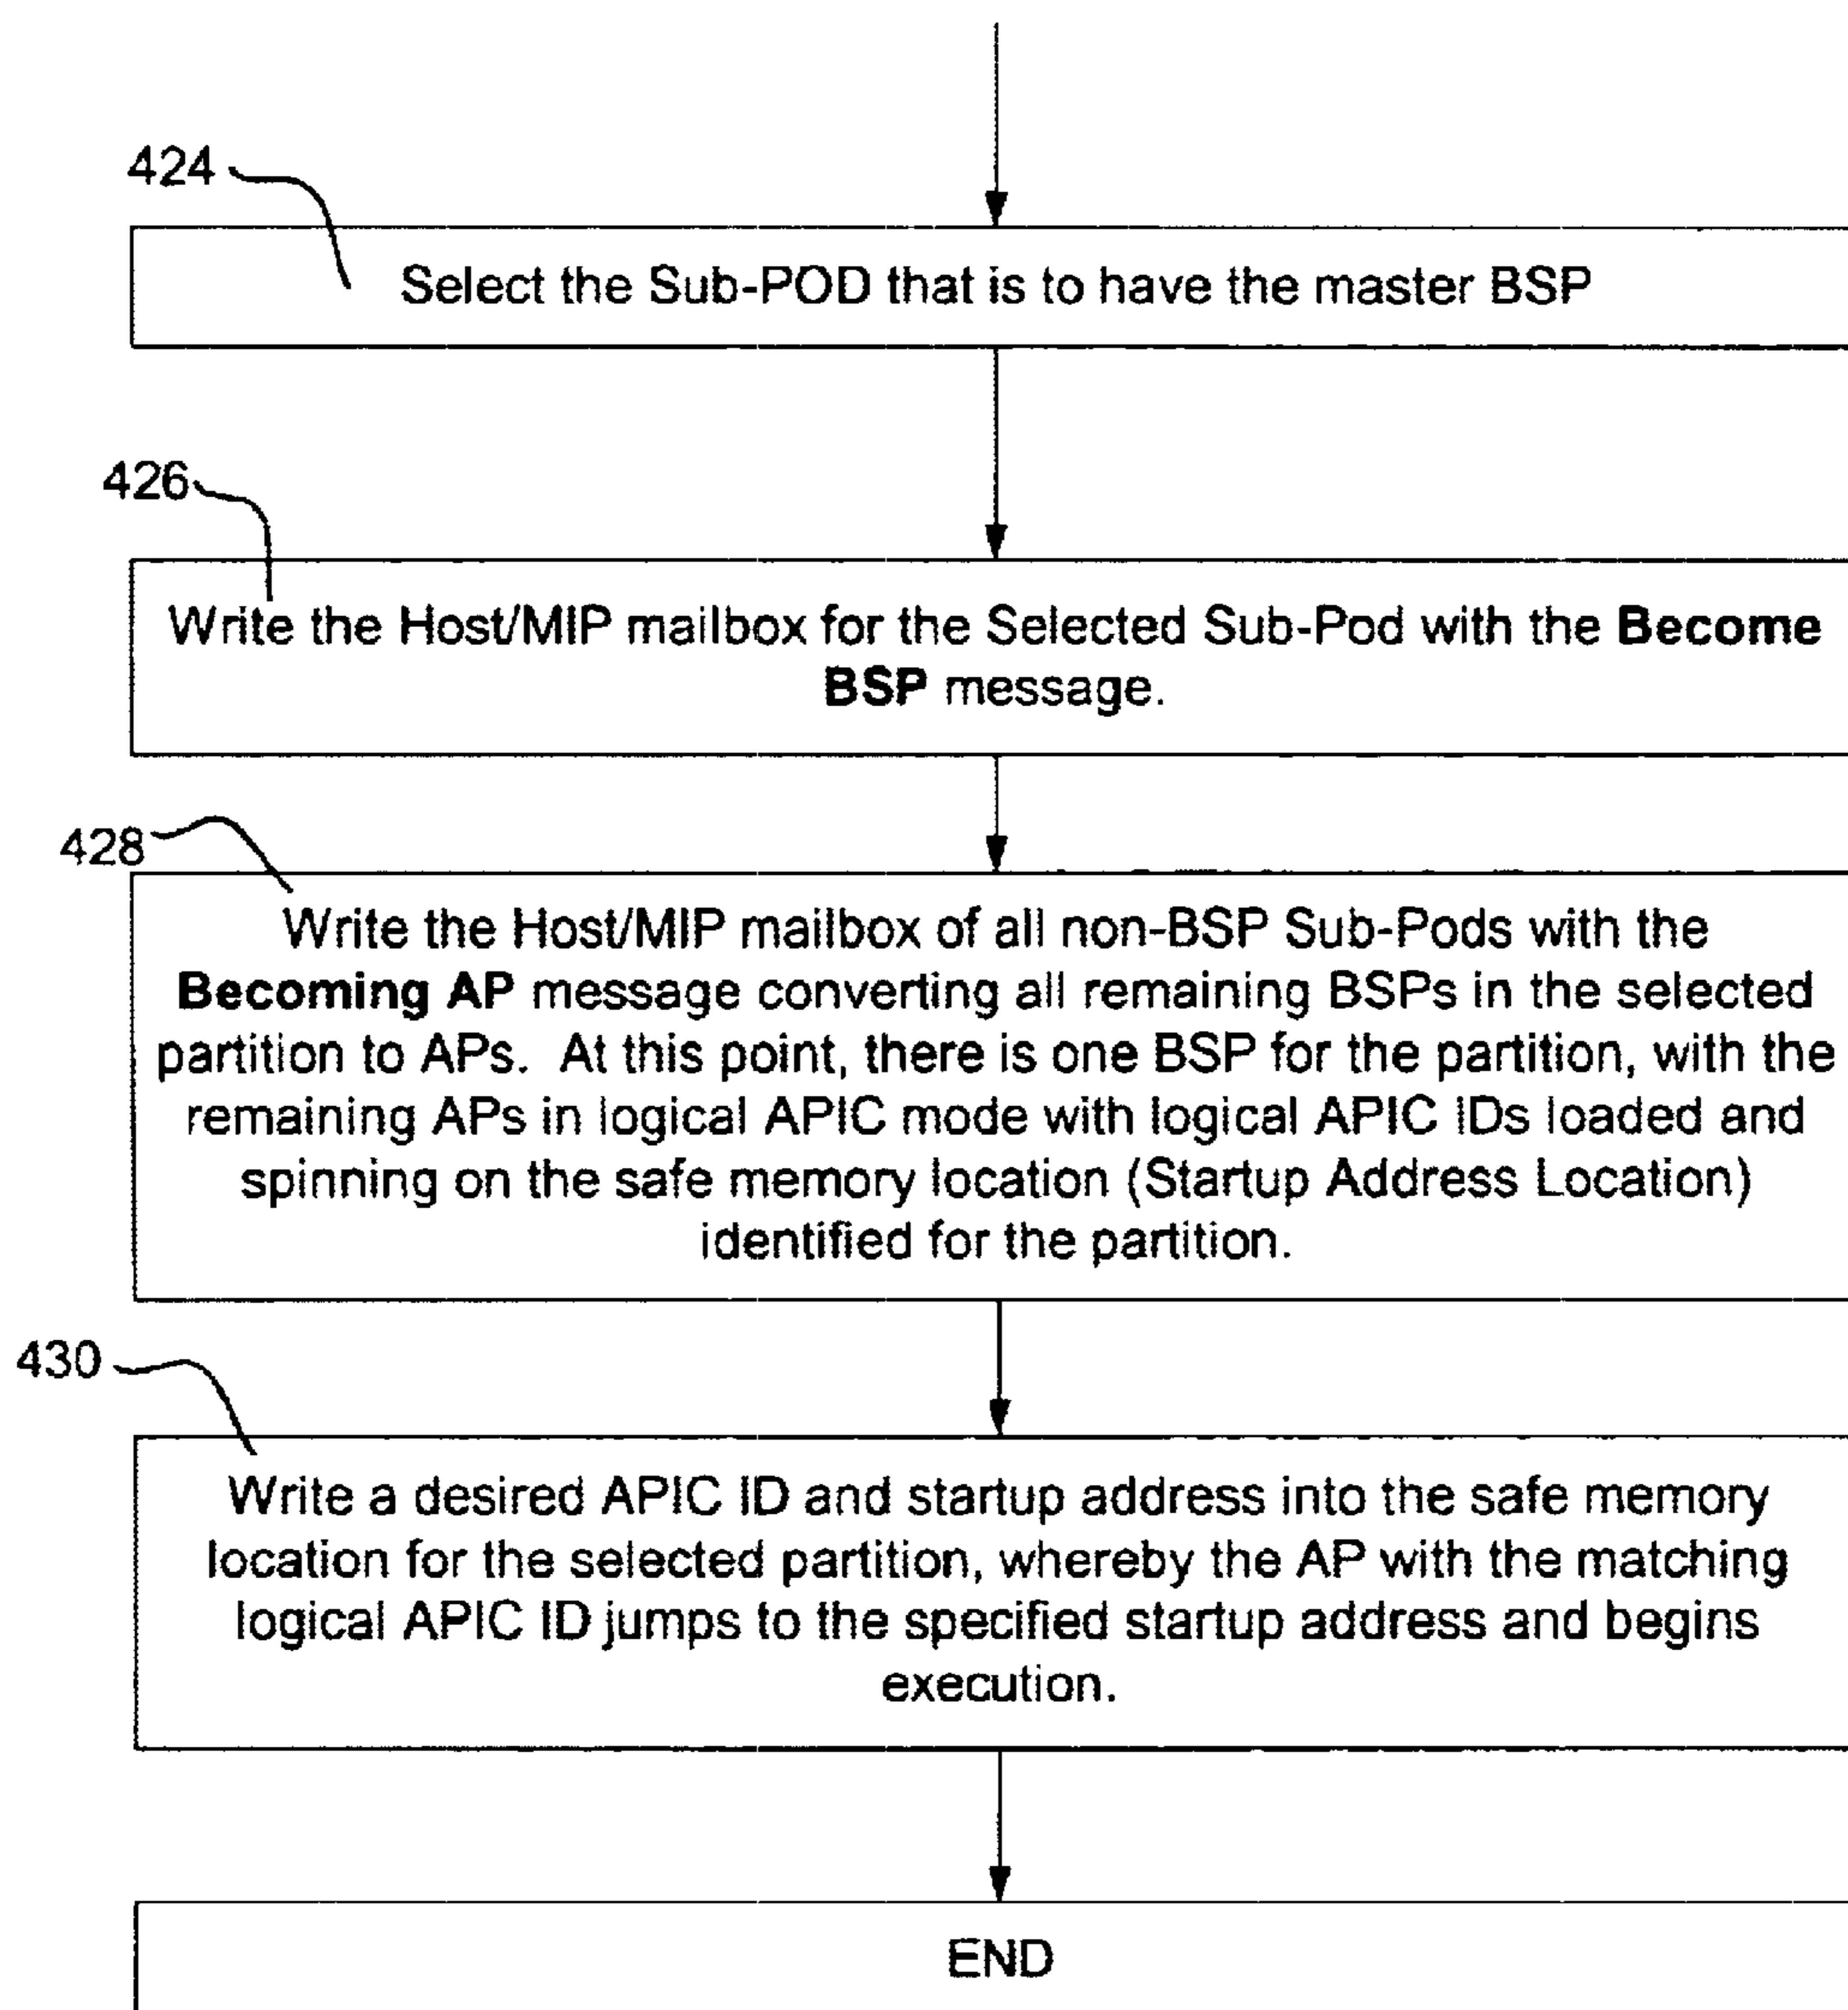 424
Select the Sub-POD that is to have the master BSP
426
Write the Host/MIP mailbox for the Selected Sub-Pod with the Become
BSP message.
428
Write the Host/MIP mailbox of all non-BSP Sub-Pods with the
Becoming AP message converting all remaining BSPs in the selected
partition to APs. At this point, there is one BSP for the partition, with the
remaining APs in logical APIC mode with logical APIC IDs loaded and
spinning on the safe memory location (Startup Address Location)
identified for the partition.
430
Write a desired APIC ID and startup address into the safe memory
location for the selected partition, whereby the AP with the matching
logical APIC ID jumps to the specified startup address and begins
execution.
END